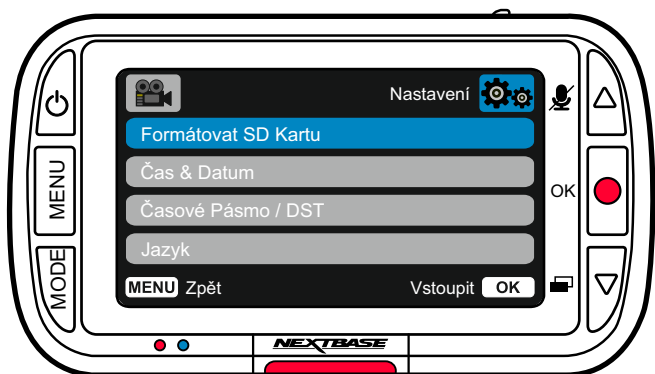 Nastavení
Formátovat SD Kartu
Čas & Datum
Časové Pásmo / DST
Jazyk
MENU Zpět Vstoupit OK
MENU
MODE
OK
NEXTBASE